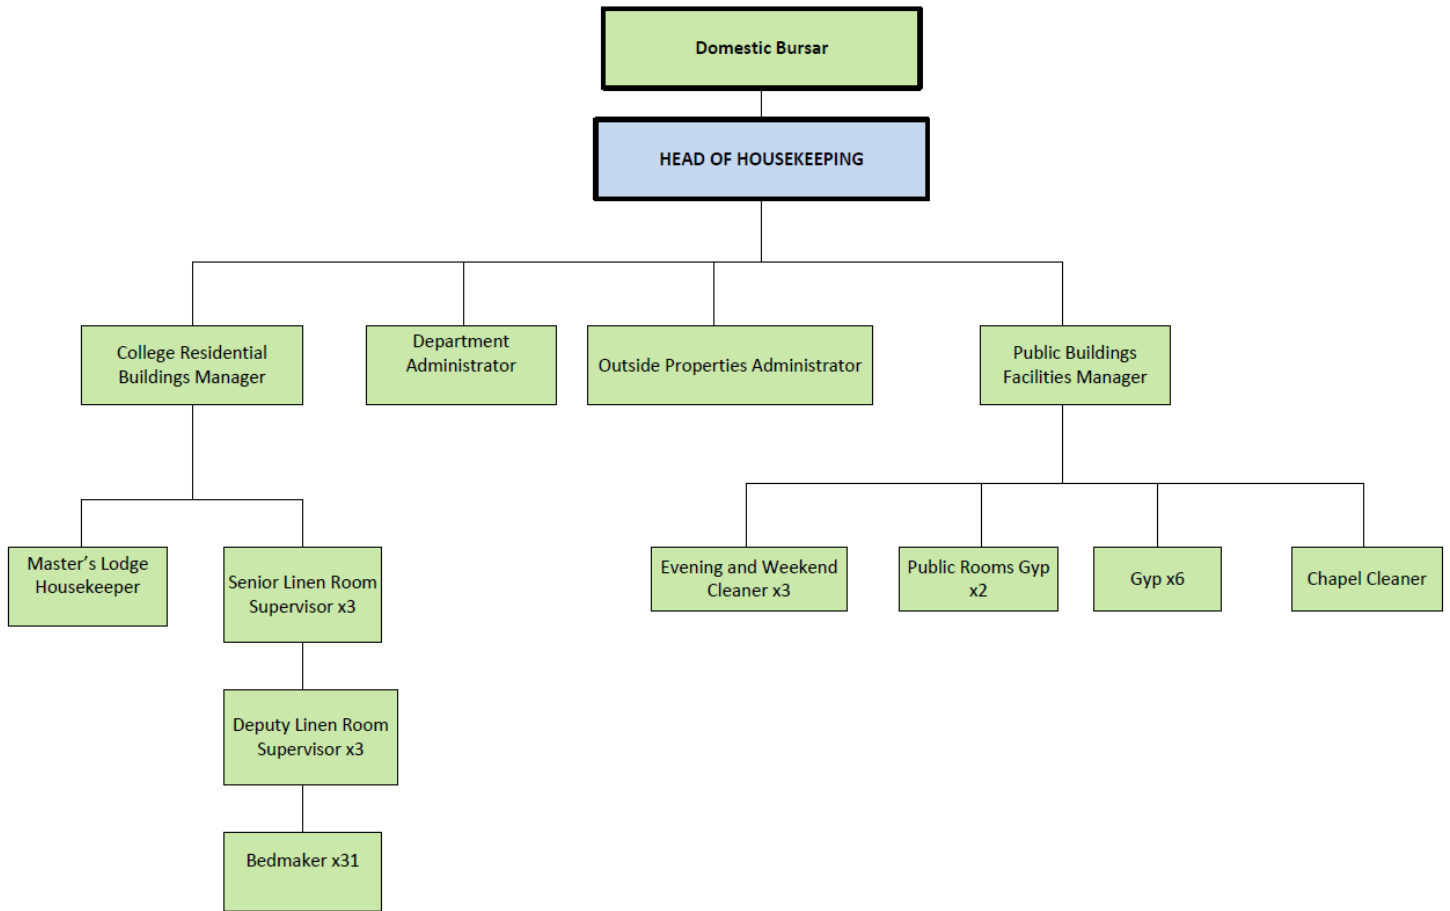 Domestic Bursar
HEAD OF HOUSEKEEPING
College Residential
Buildings Manager
Department
Administrator
Outside Properties Administrator
Public Buildings
Facilities Manager
Master’s Lodge
Housekeeper
Senior Linen Room
Supervisor x3
Evening and Weekend
Cleaner x3
Public Rooms Gyp
x2
Gyp x6
Chapel Cleaner
Deputy Linen Room
Supervisor x3
Bedmaker x31